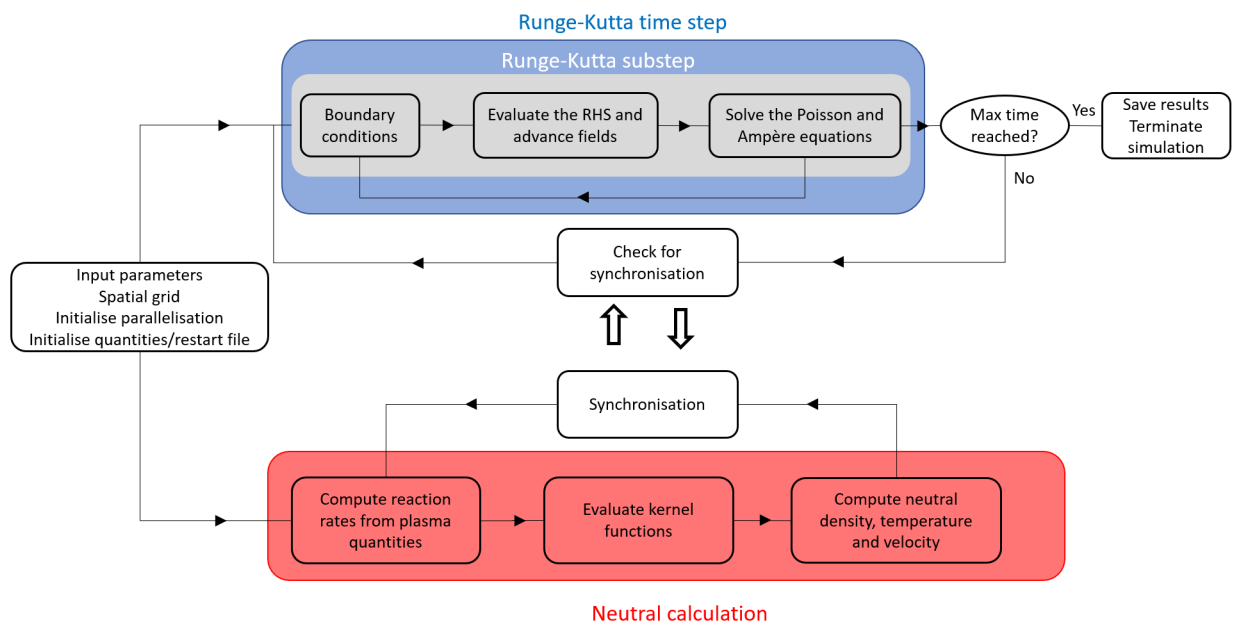 Runge-Kutta time step
Runge-Kutta substep
Boundary
conditions
Evaluate the RHS and
advance fields
Solve the Poisson and
Ampère equations
Max time
reached?
Yes
Save results
Terminate
simulation
No
Check for
synchronisation
Input parameters
Spatial grid
Initialise parallelisation
Initialise quantities/restart file
Synchronisation
Compute reaction
rates from plasma
quantities
Evaluate kernel
functions
Compute neutral
density, temperature
and velocity
Neutral calculation